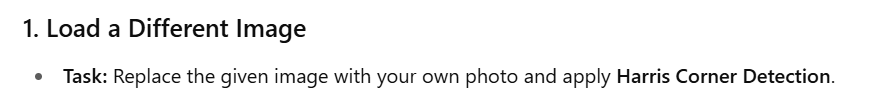 1. Load a Different Image
• Task: Replace the given image with your own photo and apply Harris Corner Detection.